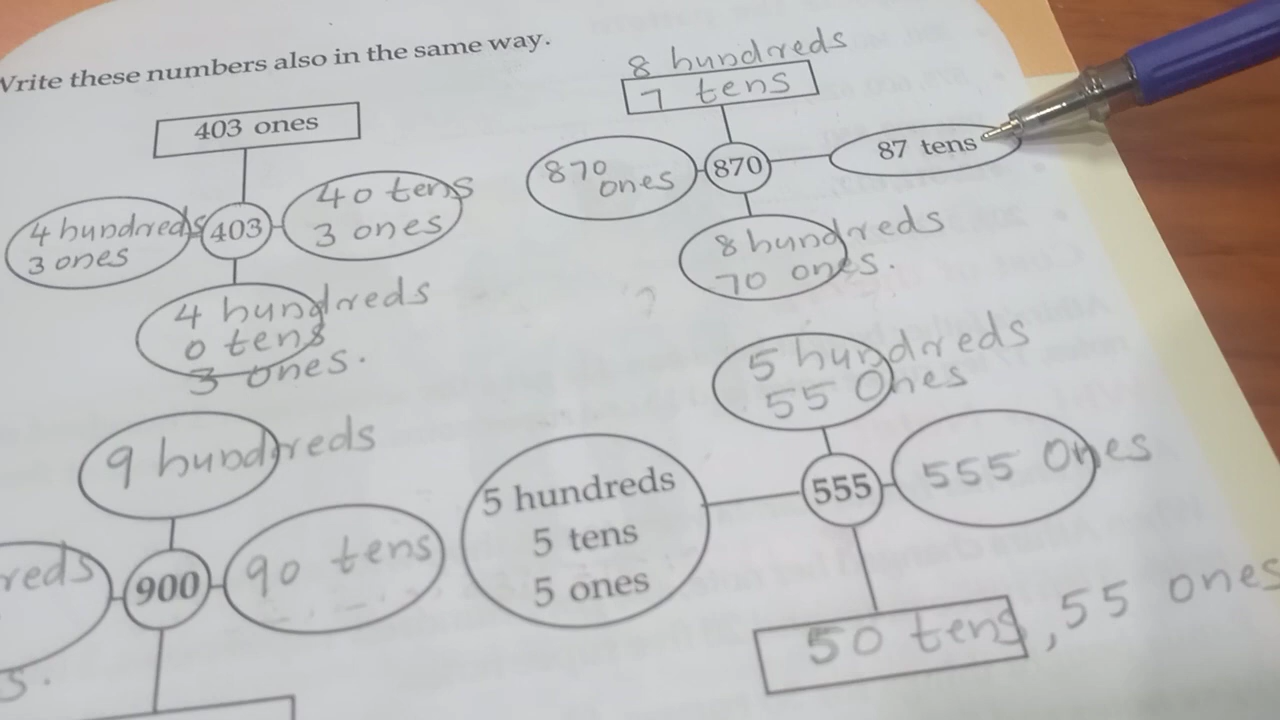 Write these numbers also in the same way.
403 ones
4 hundreds
3 ones
403
40 tens
3 ones
4 hundreds
0 tens
3 ones.
8 hundreds
7 tens
870
ones
870
87 tens
8 hundreds
70 ones.
9 hundreds
reds
s.
900
90 tens
5 hundreds
5 tens
5 ones
5 hundreds
55 Ones
555
555 Ones
50 tens, 55 ones